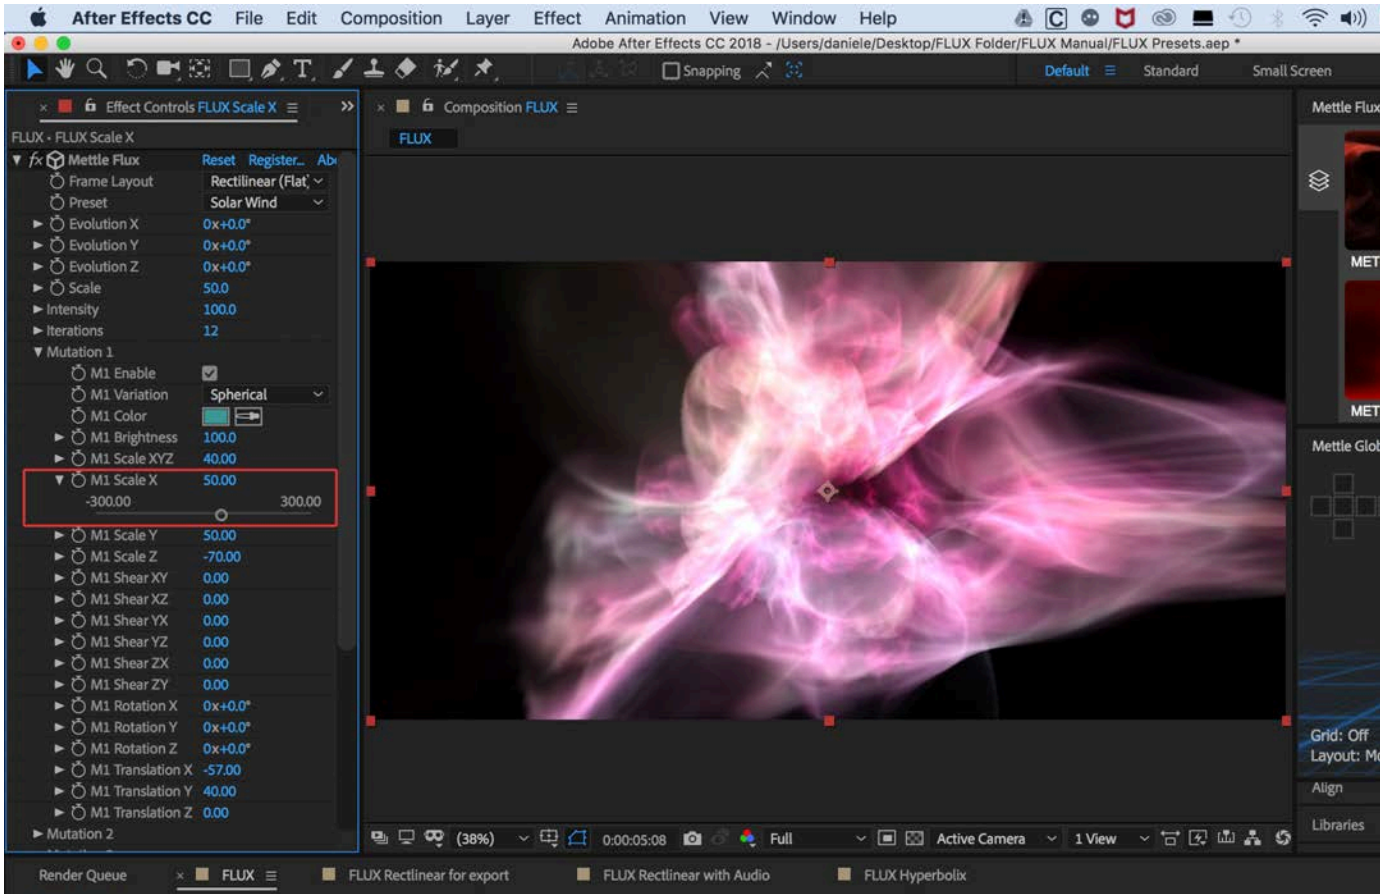 After Effects CC File Edit Composition Layer Effect Animation View Window Help
Adobe After Effects CC 2018 - /Users/daniele/Desktop/FLUX Folder/FLUX Manual/FLUX Presets.aep *
T Snapping Default Standard Small Screen
Effect Controls FLUX Scale X
Composition FLUX
Mettle Flux
FLUX • FLUX Scale X
FLUX
fx Mettle Flux Reset Register...
Frame Layout Rectilinear (Flat)
Preset Solar Wind
Evolution X 0x+0.0°
Evolution Y 0x+0.0°
Evolution Z 0x+0.0°
Scale 50.0
Intensity 100.0
Iterations 12
Mutation 1
M1 Enable
M1 Variation Spherical
M1 Color
M1 Brightness 100.0
M1 Scale XYZ 40.00
M1 Scale X 50.00
-300.00 300.00
M1 Scale Y 50.00
M1 Scale Z -70.00
M1 Shear XY 0.00
M1 Shear XZ 0.00
M1 Shear YX 0.00
M1 Shear YZ 0.00
M1 Shear ZX 0.00
M1 Shear ZY 0.00
M1 Rotation X 0x+0.0°
M1 Rotation Y 0x+0.0°
M1 Rotation Z 0x+0.0°
M1 Translation X -57.00
M1 Translation Y 40.00
M1 Translation Z 0.00
Mutation 2
(38%) 0:00:05:08 Full Active Camera 1 View
MET
MET
Mettle Glob
Grid: Off
Layout: Mo
Align
Libraries
Render Queue FLUX FLUX Rectlinear for export FLUX Rectlinear with Audio FLUX Hyperbolix